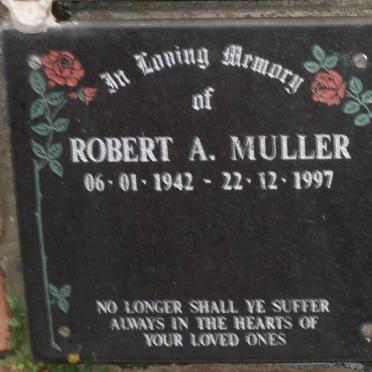 In Loving Memory
of
ROBERT A. MULLER
06·01·1942 - 22·12·1997
NO LONGER SHALL YE SUFFER
ALWAYS IN THE HEARTS OF
YOUR LOVED ONES